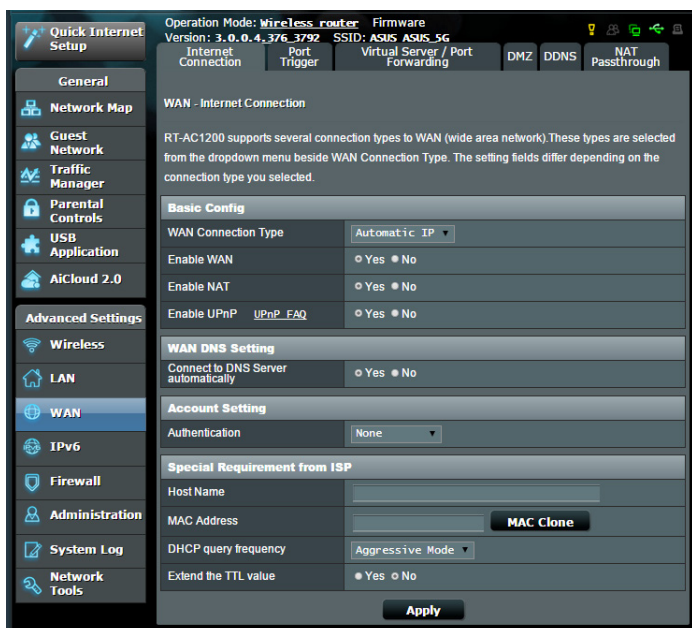 Quick Internet
Setup
Operation Mode: Wireless router Firmware
Version: 3.0.0.4.376_3792 SSID: ASUS ASUS_5G
Internet
Connection
Port
Trigger
Virtual Server / Port
Forwarding
DMZ
DDNS
NAT
Passthrough
General
Network Map
Guest
Network
Traffic
Manager
Parental
Controls
USB
Application
AiCloud 2.0
Advanced Settings
Wireless
LAN
WAN
IPv6
Firewall
Administration
System Log
Network
Tools
WAN - Internet Connection
RT-AC1200 supports several connection types to WAN (wide area network).These types are selected
from the dropdown menu beside WAN Connection Type. The setting fields differ depending on the
connection type you selected.
Basic Config
WAN Connection Type Automatic IP
Enable WAN Yes No
Enable NAT Yes No
Enable UPnP UPnP FAQ Yes No
WAN DNS Setting
Connect to DNS Server
automatically
Yes No
Account Setting
Authentication None
Special Requirement from ISP
Host Name
MAC Address MAC Clone
DHCP query frequency Aggressive Mode
Extend the TTL value Yes No
Apply